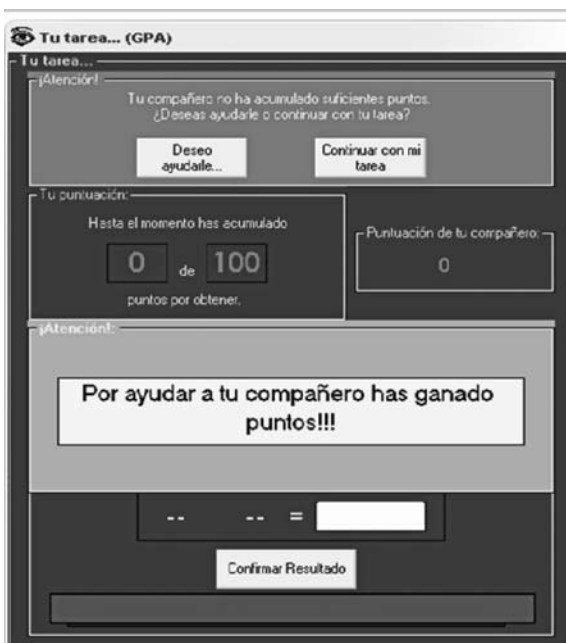 Tu tarea... (GPA)
Tu tarea...
¡Atención!
Tu compañero no ha acumulado suficientes puntos.
¿Deseas ayudarle o continuar con tu tarea?
Deseo
ayudarle...
Continuar con mi
tarea
Tu puntuación:
Hasta el momento has acumulado
0 de 100
puntos por obtener.
Puntuación de tu compañero:
0
¡Atención!:
Por ayudar a tu compañero has ganado
puntos!!!
-- -- =
Confirmar Resultado